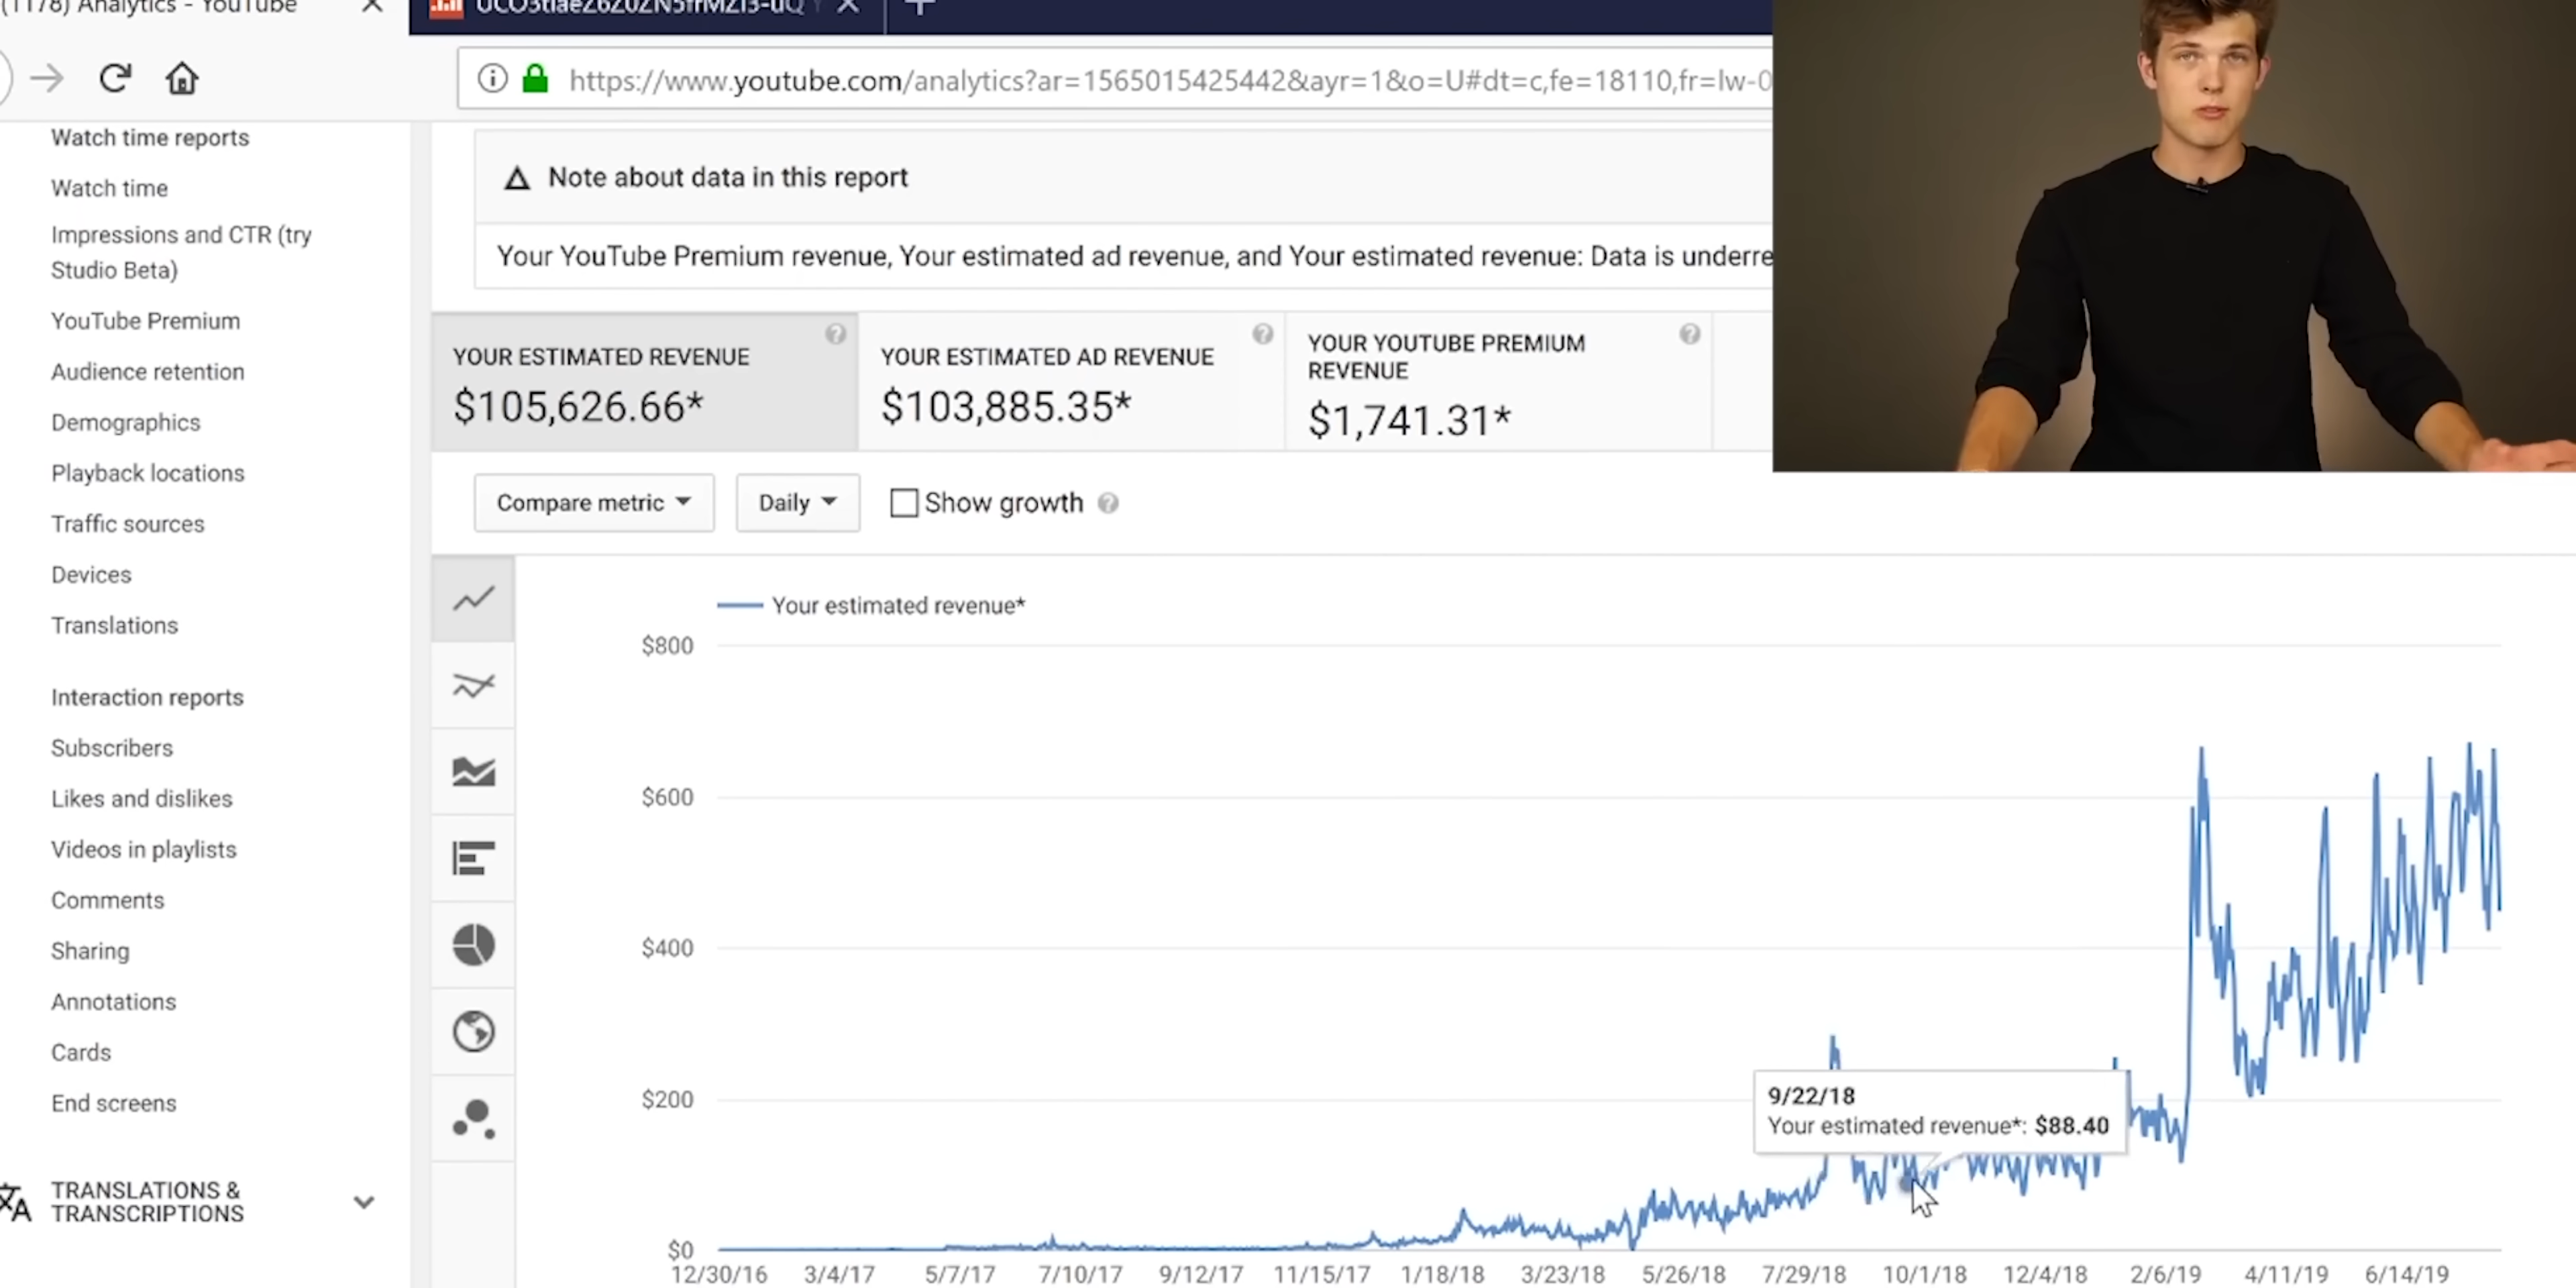 (1178) Analytics - YouTube
https://www.youtube.com/analytics?ar=1565015425442&ayr=1&o=U#dt=c,fe=18110,fr=lw-0
Watch time reports
Watch time
Impressions and CTR (try
Studio Beta)
YouTube Premium
Audience retention
Demographics
Playback locations
Traffic sources
Devices
Translations
Interaction reports
Subscribers
Likes and dislikes
Videos in playlists
Comments
Sharing
Annotations
Cards
End screens
TRANSLATIONS &
TRANSCRIPTIONS
Note about data in this report
Your YouTube Premium revenue, Your estimated ad revenue, and Your estimated revenue: Data is underre
YOUR ESTIMATED REVENUE
$105,626.66*
YOUR ESTIMATED AD REVENUE
$103,885.35*
YOUR YOUTUBE PREMIUM
REVENUE
$1,741.31*
Compare metric
Daily
Show growth
Your estimated revenue*
$800
$600
$400
$200
$0
9/22/18
Your estimated revenue*: $88.40
12/30/16 3/4/17 5/7/17 7/10/17 9/12/17 11/15/17 1/18/18 3/23/18 5/26/18 7/29/18 10/1/18 12/4/18 2/6/19 4/11/19 6/14/19